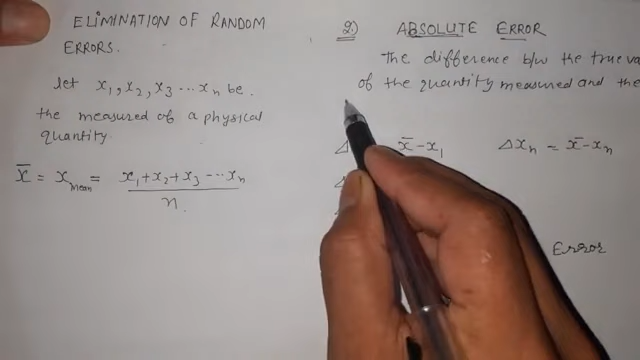 ELIMINATION OF RANDOM
ERRORS.
let x₁, x₂, x₃ ... xₙ be.
the measured of a physical
quantity.
x̄ = x_mean = x₁+x₂+x₃ ---xₙ / n.
2.) ABSOLUTE ERROR
The difference b/w the true va
of the quantity measured and the
Δ x̄ - x₁ Δxₙ = x̄ - xₙ
Δ
Error